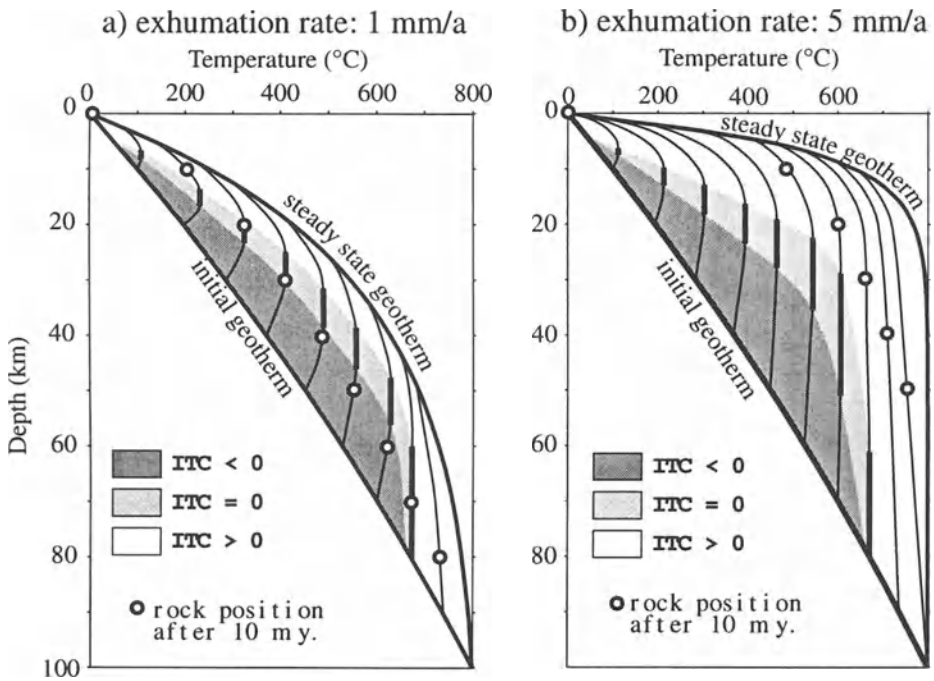 a) exhumation rate: 1 mm/a
Temperature (°C)
0 200 400 600 800
0
20
40
60
80
100
Depth (km)
steady state geotherm
initial geotherm
ITC < 0
ITC = 0
ITC > 0
rock position
after 10 my.
b) exhumation rate: 5 mm/a
Temperature (°C)
0 200 400 600
0
20
40
60
80
steady state geotherm
initial geotherm
ITC < 0
ITC = 0
ITC > 0
rock position
after 10 my.